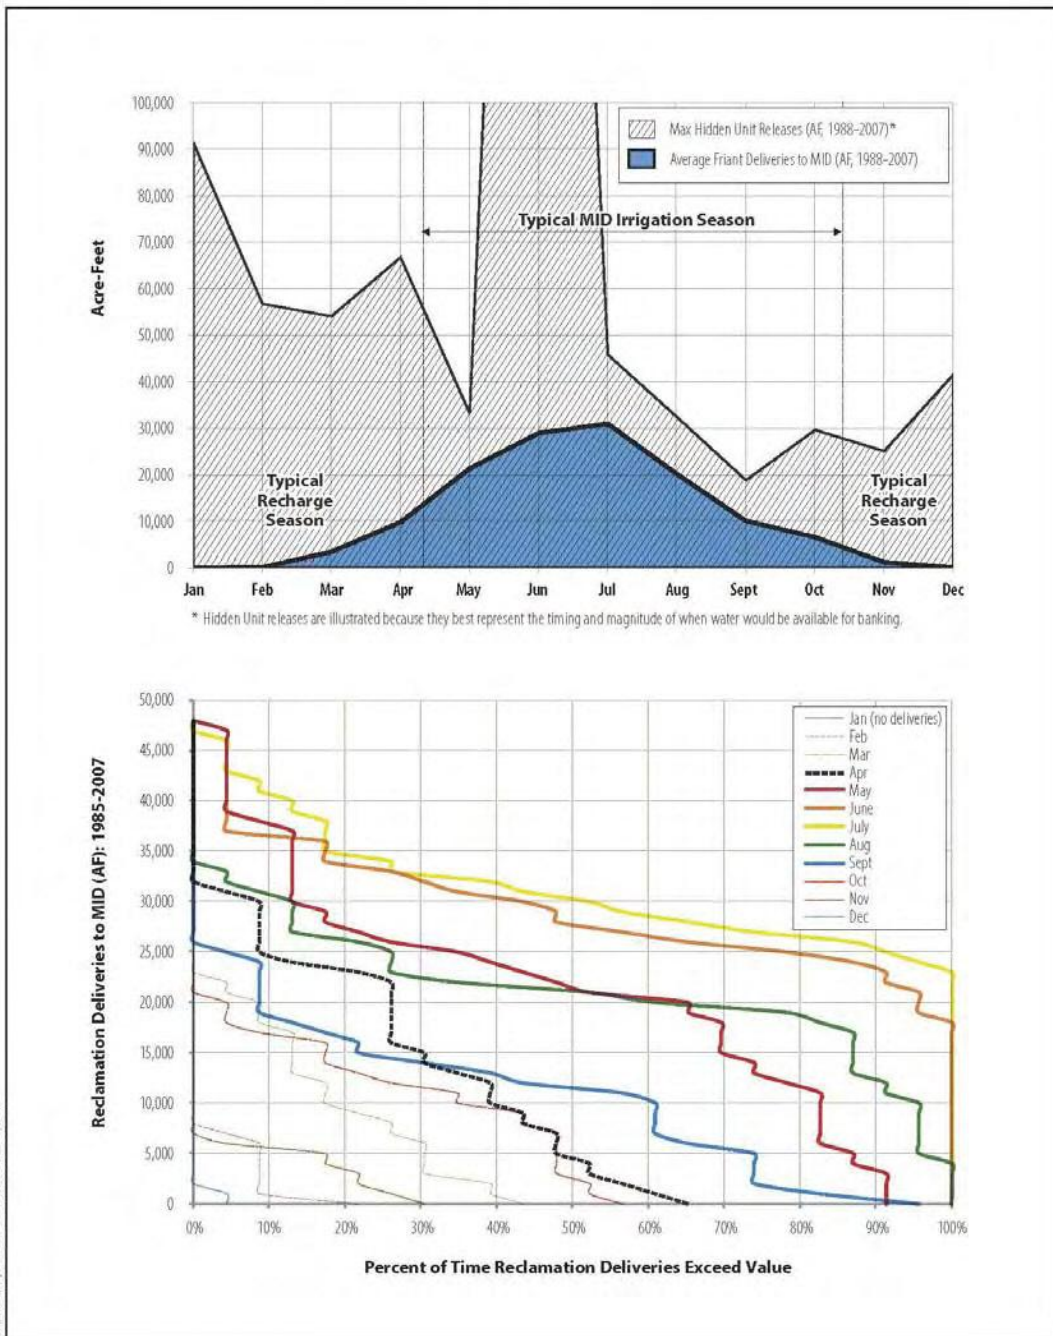 100,000
90,000
80,000
70,000
60,000
50,000
40,000
30,000
20,000
10,000
0
Acre-Feet
Max Hidden Unit Releases (AF, 1988–2007)*
Average Friant Deliveries to MID (AF, 1988–2007)
Typical MID Irrigation Season
Typical
Recharge
Season
Typical
Recharge
Season
Jan Feb Mar Apr May Jun Jul Aug Sept Oct Nov Dec
* Hidden Unit releases are illustrated because they best represent the timing and magnitude of when water would be available for banking.
50,000
45,000
40,000
35,000
30,000
25,000
20,000
15,000
10,000
5,000
0
Reclamation Deliveries to MID (AF): 1985-2007
Jan (no deliveries)
Feb
Mar
Apr
May
June
July
Aug
Sept
Oct
Nov
Dec
0% 10% 20% 30% 40% 50% 60% 70% 80% 90% 100%
Percent of Time Reclamation Deliveries Exceed Value